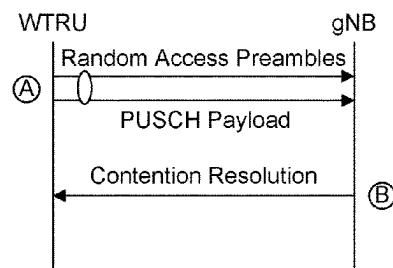 WTRU gNB
Random Access Preambles
A
PUSCH Payload
Contention Resolution
B